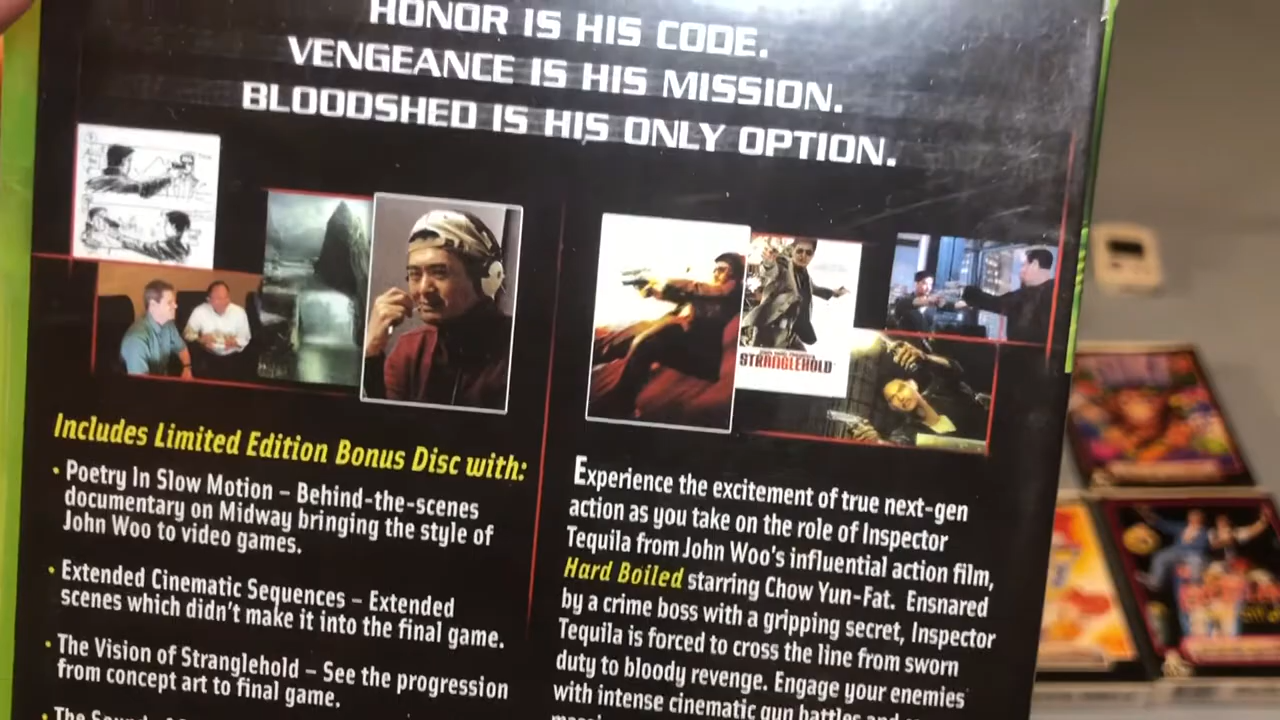 HONOR IS HIS CODE.
VENGEANCE IS HIS MISSION.
BLOODSHED IS HIS ONLY OPTION.
STRANGLEHOLD
Includes Limited Edition Bonus Disc with:
• Poetry In Slow Motion – Behind-the-scenes
documentary on Midway bringing the style of
John Woo to video games.
• Extended Cinematic Sequences – Extended
scenes which didn't make it into the final game.
• The Vision of Stranglehold – See the progression
from concept art to final game.
• The Sound of
Experience the excitement of true next-gen
action as you take on the role of Inspector
Tequila from John Woo's influential action film,
Hard Boiled starring Chow Yun-Fat. Ensnared
by a crime boss with a gripping secret, Inspector
Tequila is forced to cross the line from sworn
duty to bloody revenge. Engage your enemies
with intense cinematic gun battles and